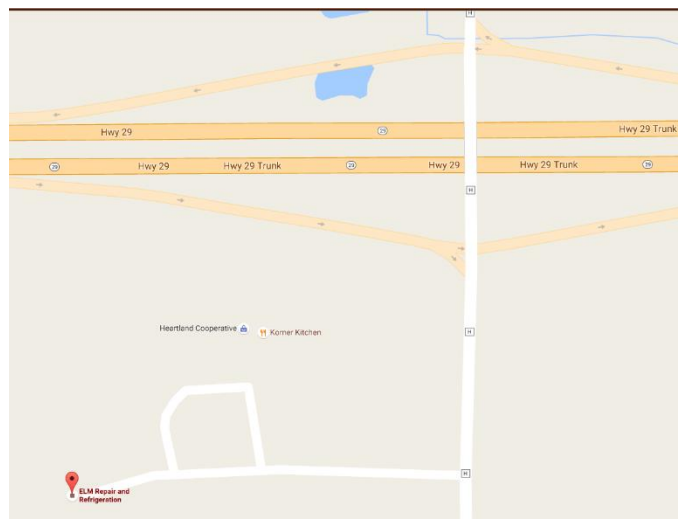 H
Hwy 29
29
Hwy 29 Trunk
29
Hwy 29
Hwy 29 Trunk
29
Hwy 29
Hwy 29 Trunk
29
H
Heartland Cooperative
Korner Kitchen
H
H
ELM Repair and
Refrigeration